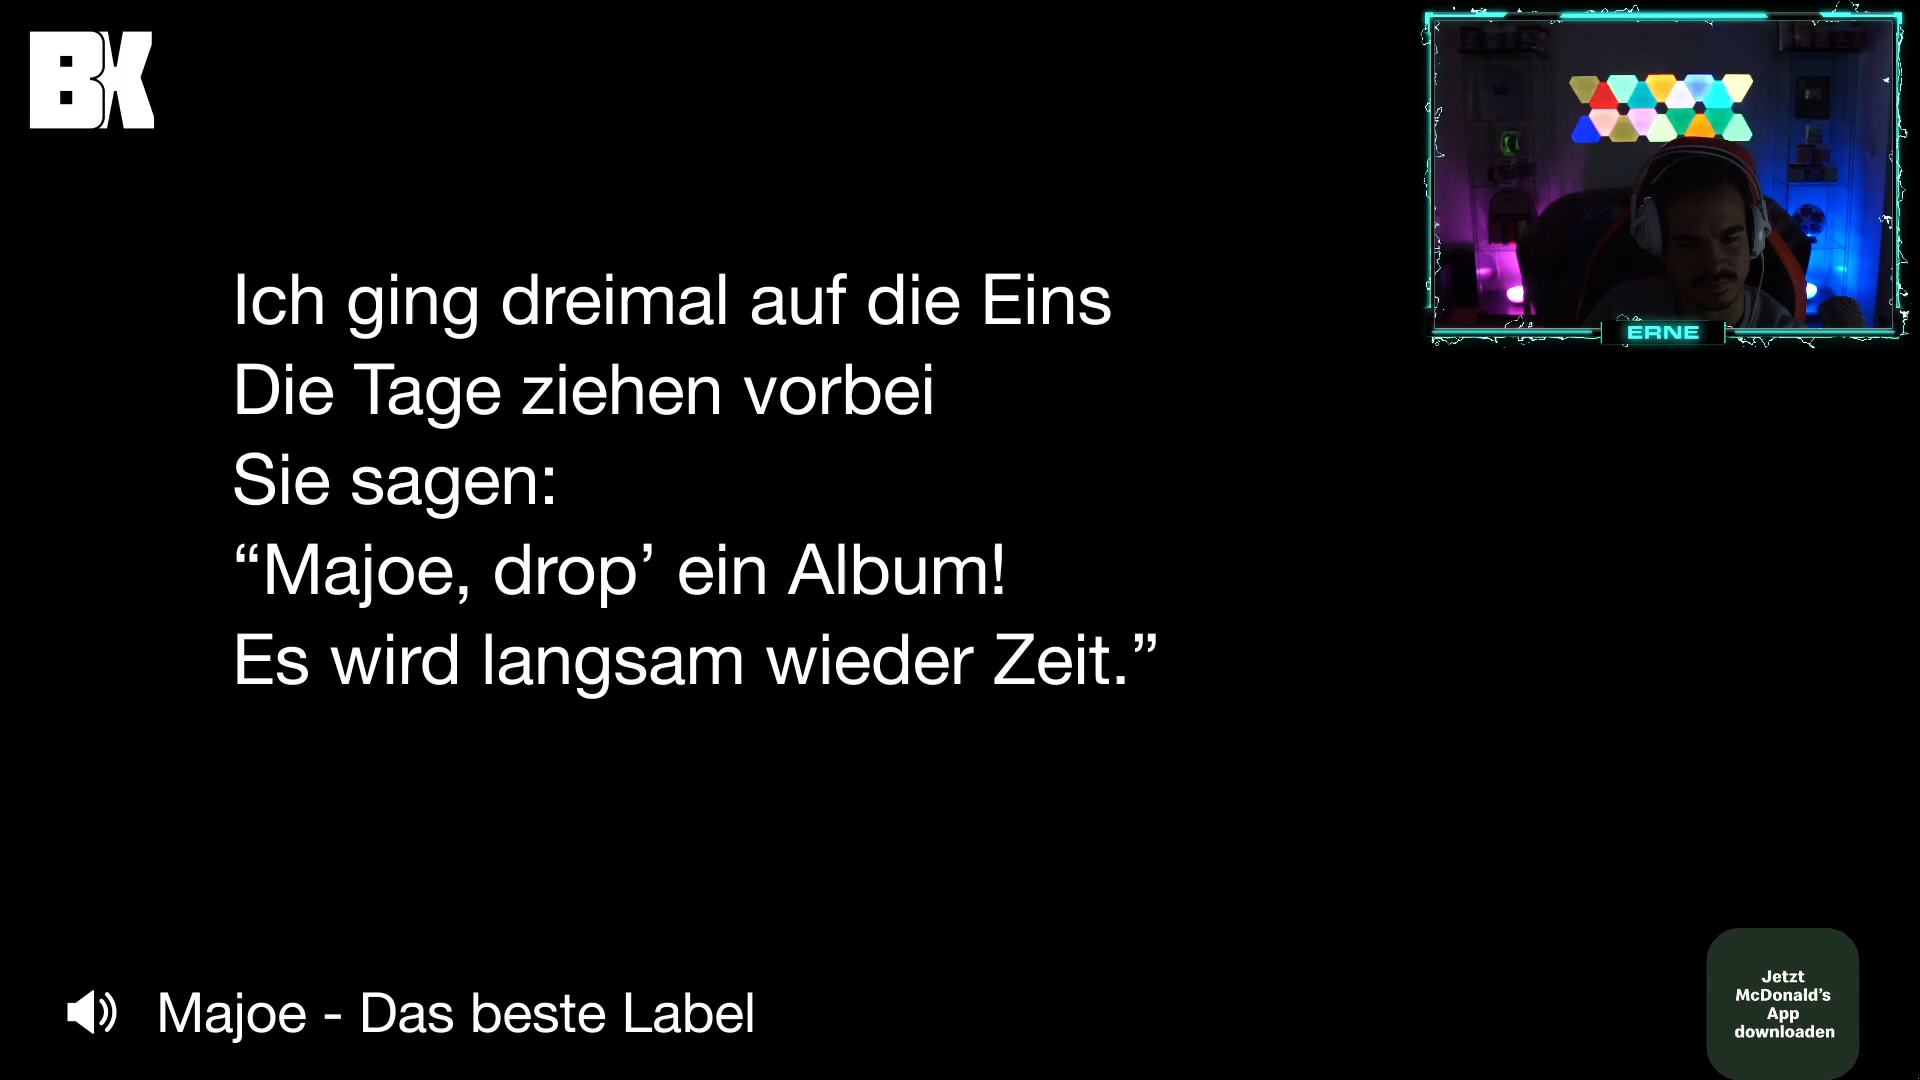 BK
ERNE
Ich ging dreimal auf die Eins
Die Tage ziehen vorbei
Sie sagen:
“Majoe, drop’ ein Album!
Es wird langsam wieder Zeit.”
Majoe - Das beste Label
Jetzt
McDonald’s
App
downloaden